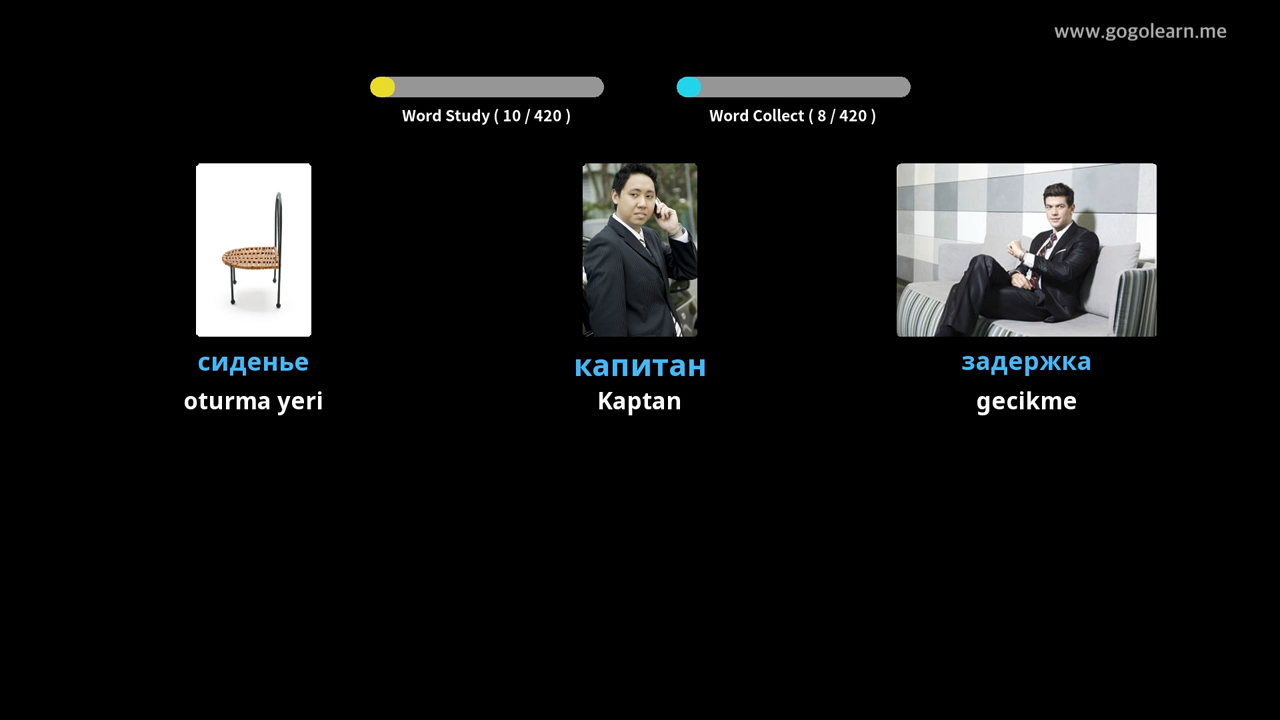 www.gogolearn.me
Word Study ( 10 / 420 )
Word Collect ( 8 / 420 )
сиденье
капитан
задержка
oturma yeri
Kaptan
gecikme